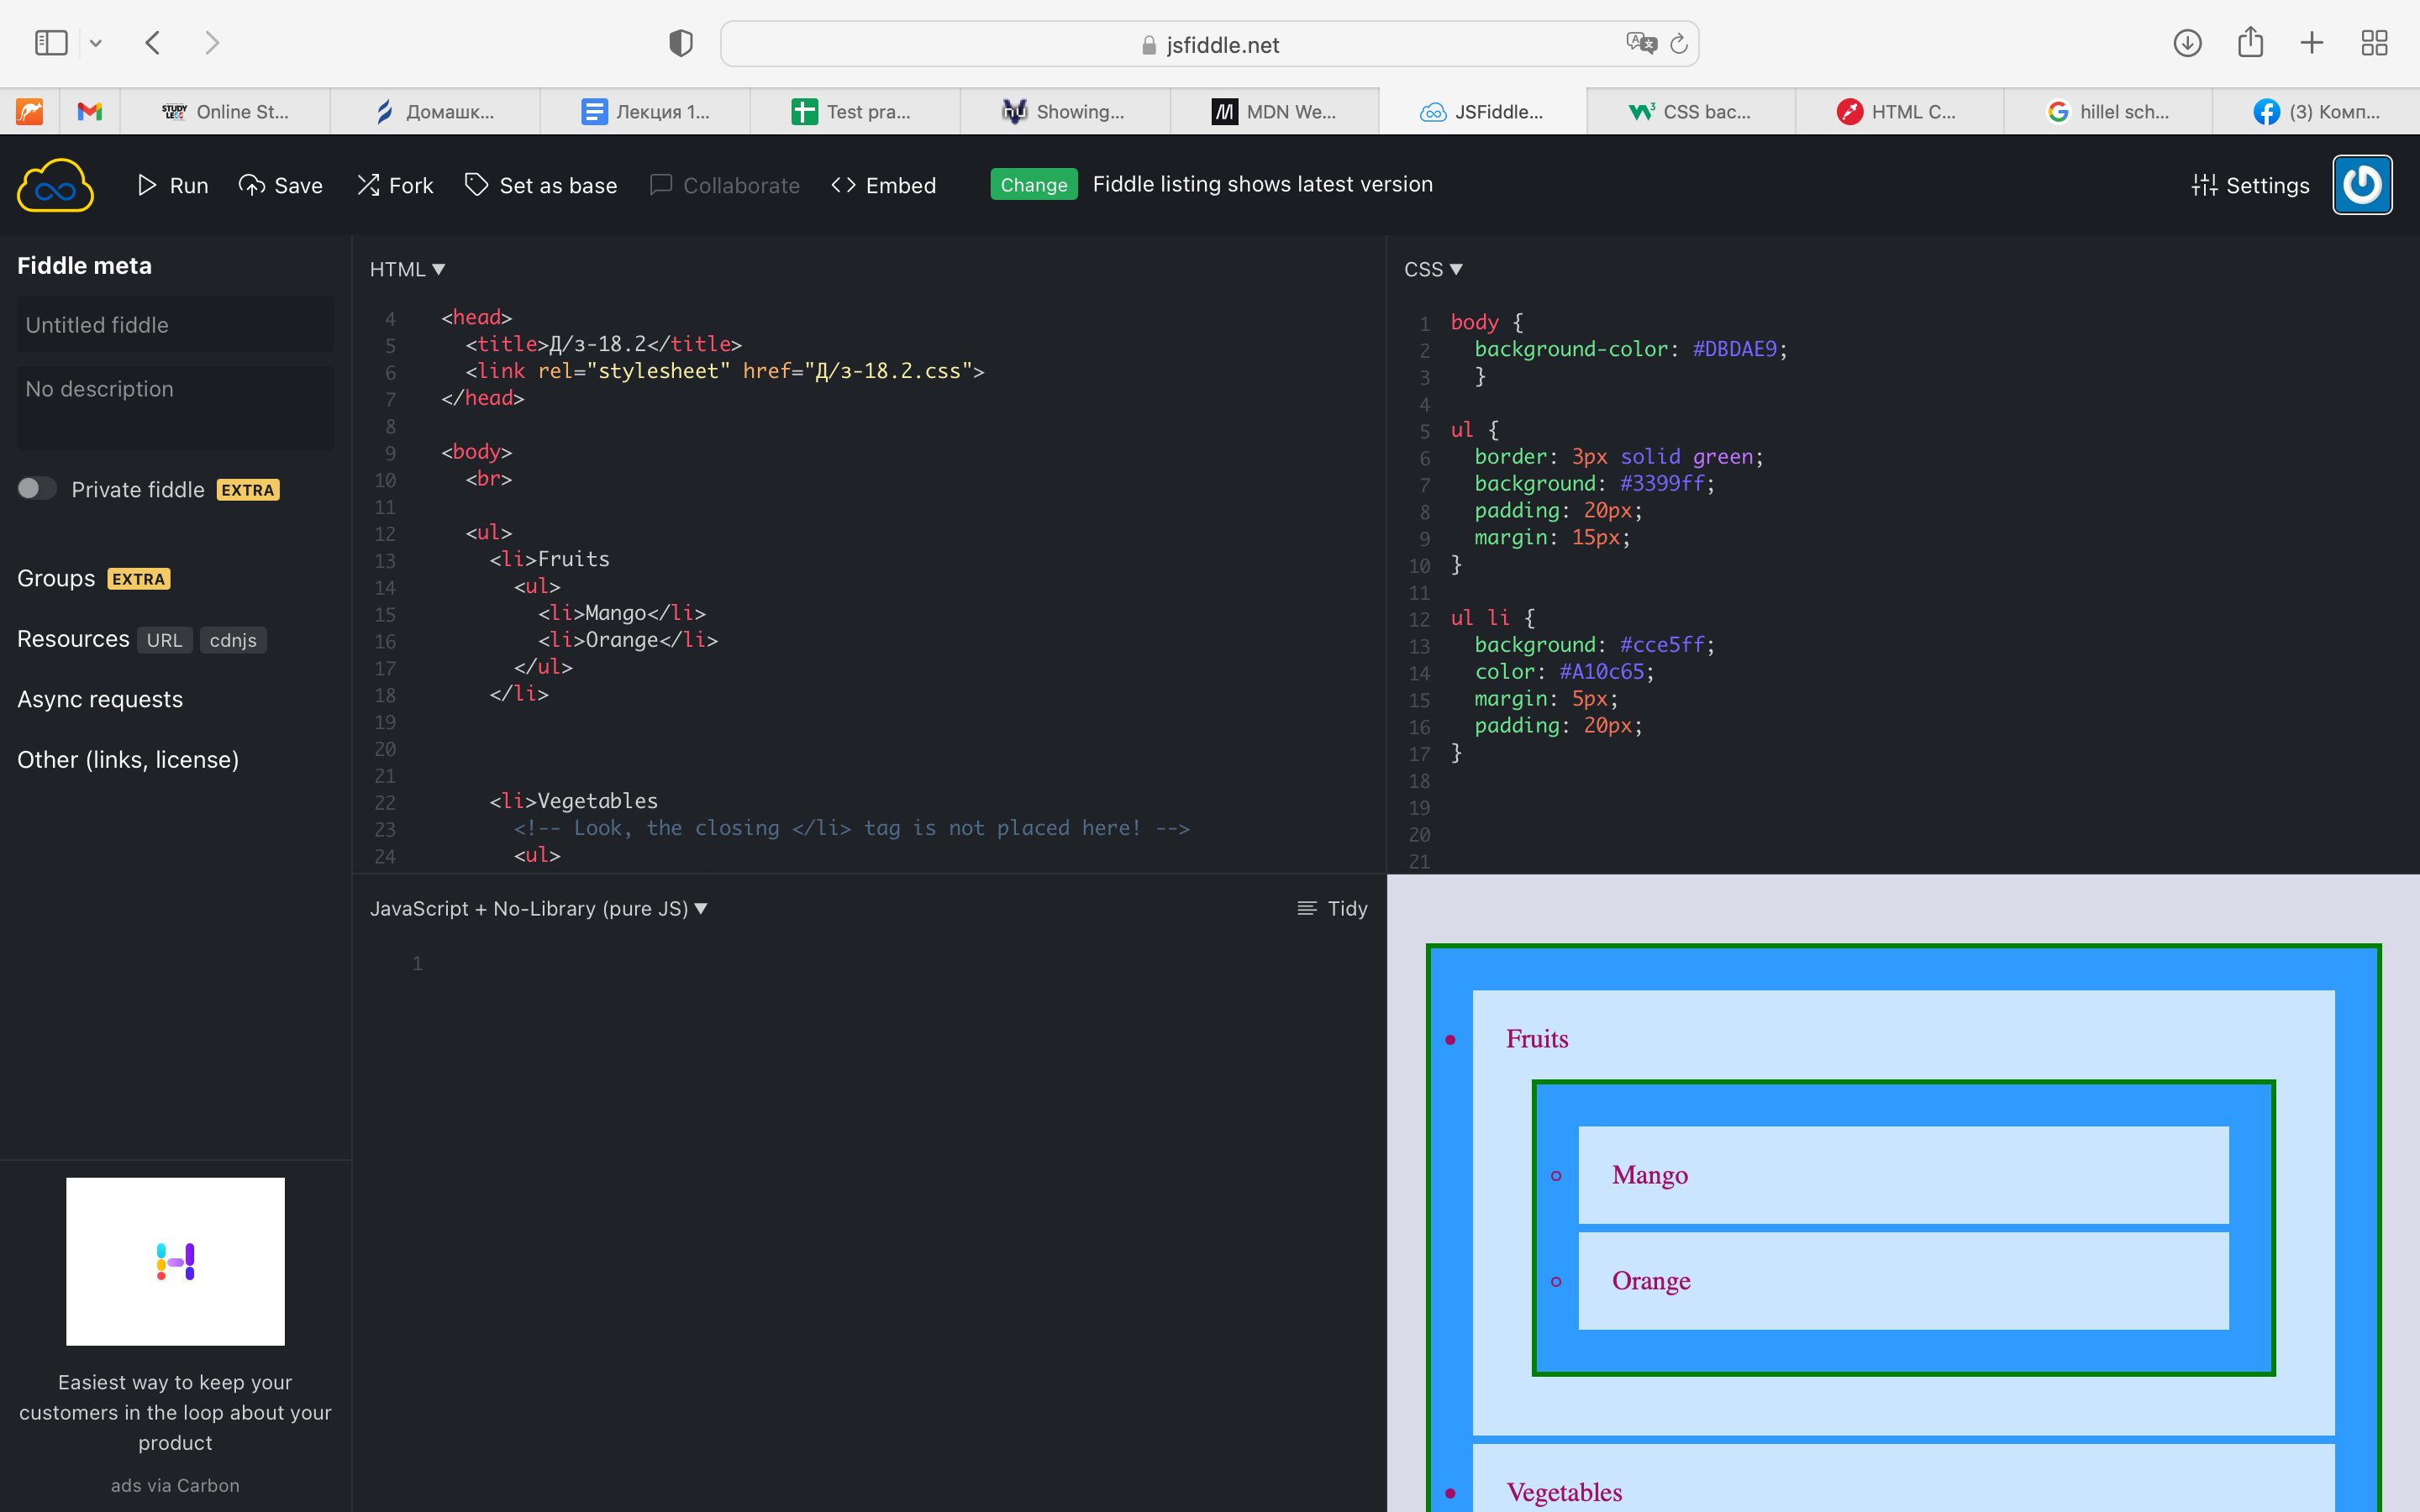 jsfiddle.net
STUDY LESS Online St...
Домашк...
Лекция 1...
Test pra...
nu Showing...
MDN We...
JSFiddle...
CSS bac...
HTML C...
hillel sch...
(3) Комп...
Run
Save
Fork
Set as base
Collaborate
Embed
Change
Fiddle listing shows latest version
Settings
Fiddle meta
Untitled fiddle
No description
Private fiddle EXTRA
Groups EXTRA
Resources URL cdnjs
Async requests
Other (links, license)
Easiest way to keep your
customers in the loop about your
product
ads via Carbon
HTML ▼
4 <head>
5 <title>Д/з-18.2</title>
6 <link rel="stylesheet" href="Д/з-18.2.css">
7 </head>
8
9 <body>
10 <br>
11
12 <ul>
13 <li>Fruits
14 <ul>
15 <li>Mango</li>
16 <li>Orange</li>
17 </ul>
18 </li>
19
20
21
22 <li>Vegetables
23 <!-- Look, the closing </li> tag is not placed here! -->
24 <ul>
CSS ▼
1 body {
2 background-color: #DBDAE9;
3 }
4
5 ul {
6 border: 3px solid green;
7 background: #3399ff;
8 padding: 20px;
9 margin: 15px;
10 }
11
12 ul li {
13 background: #cce5ff;
14 color: #A10c65;
15 margin: 5px;
16 padding: 20px;
17 }
18
19
20
21
JavaScript + No-Library (pure JS) ▼
Tidy
1
Fruits
Mango
Orange
Vegetables